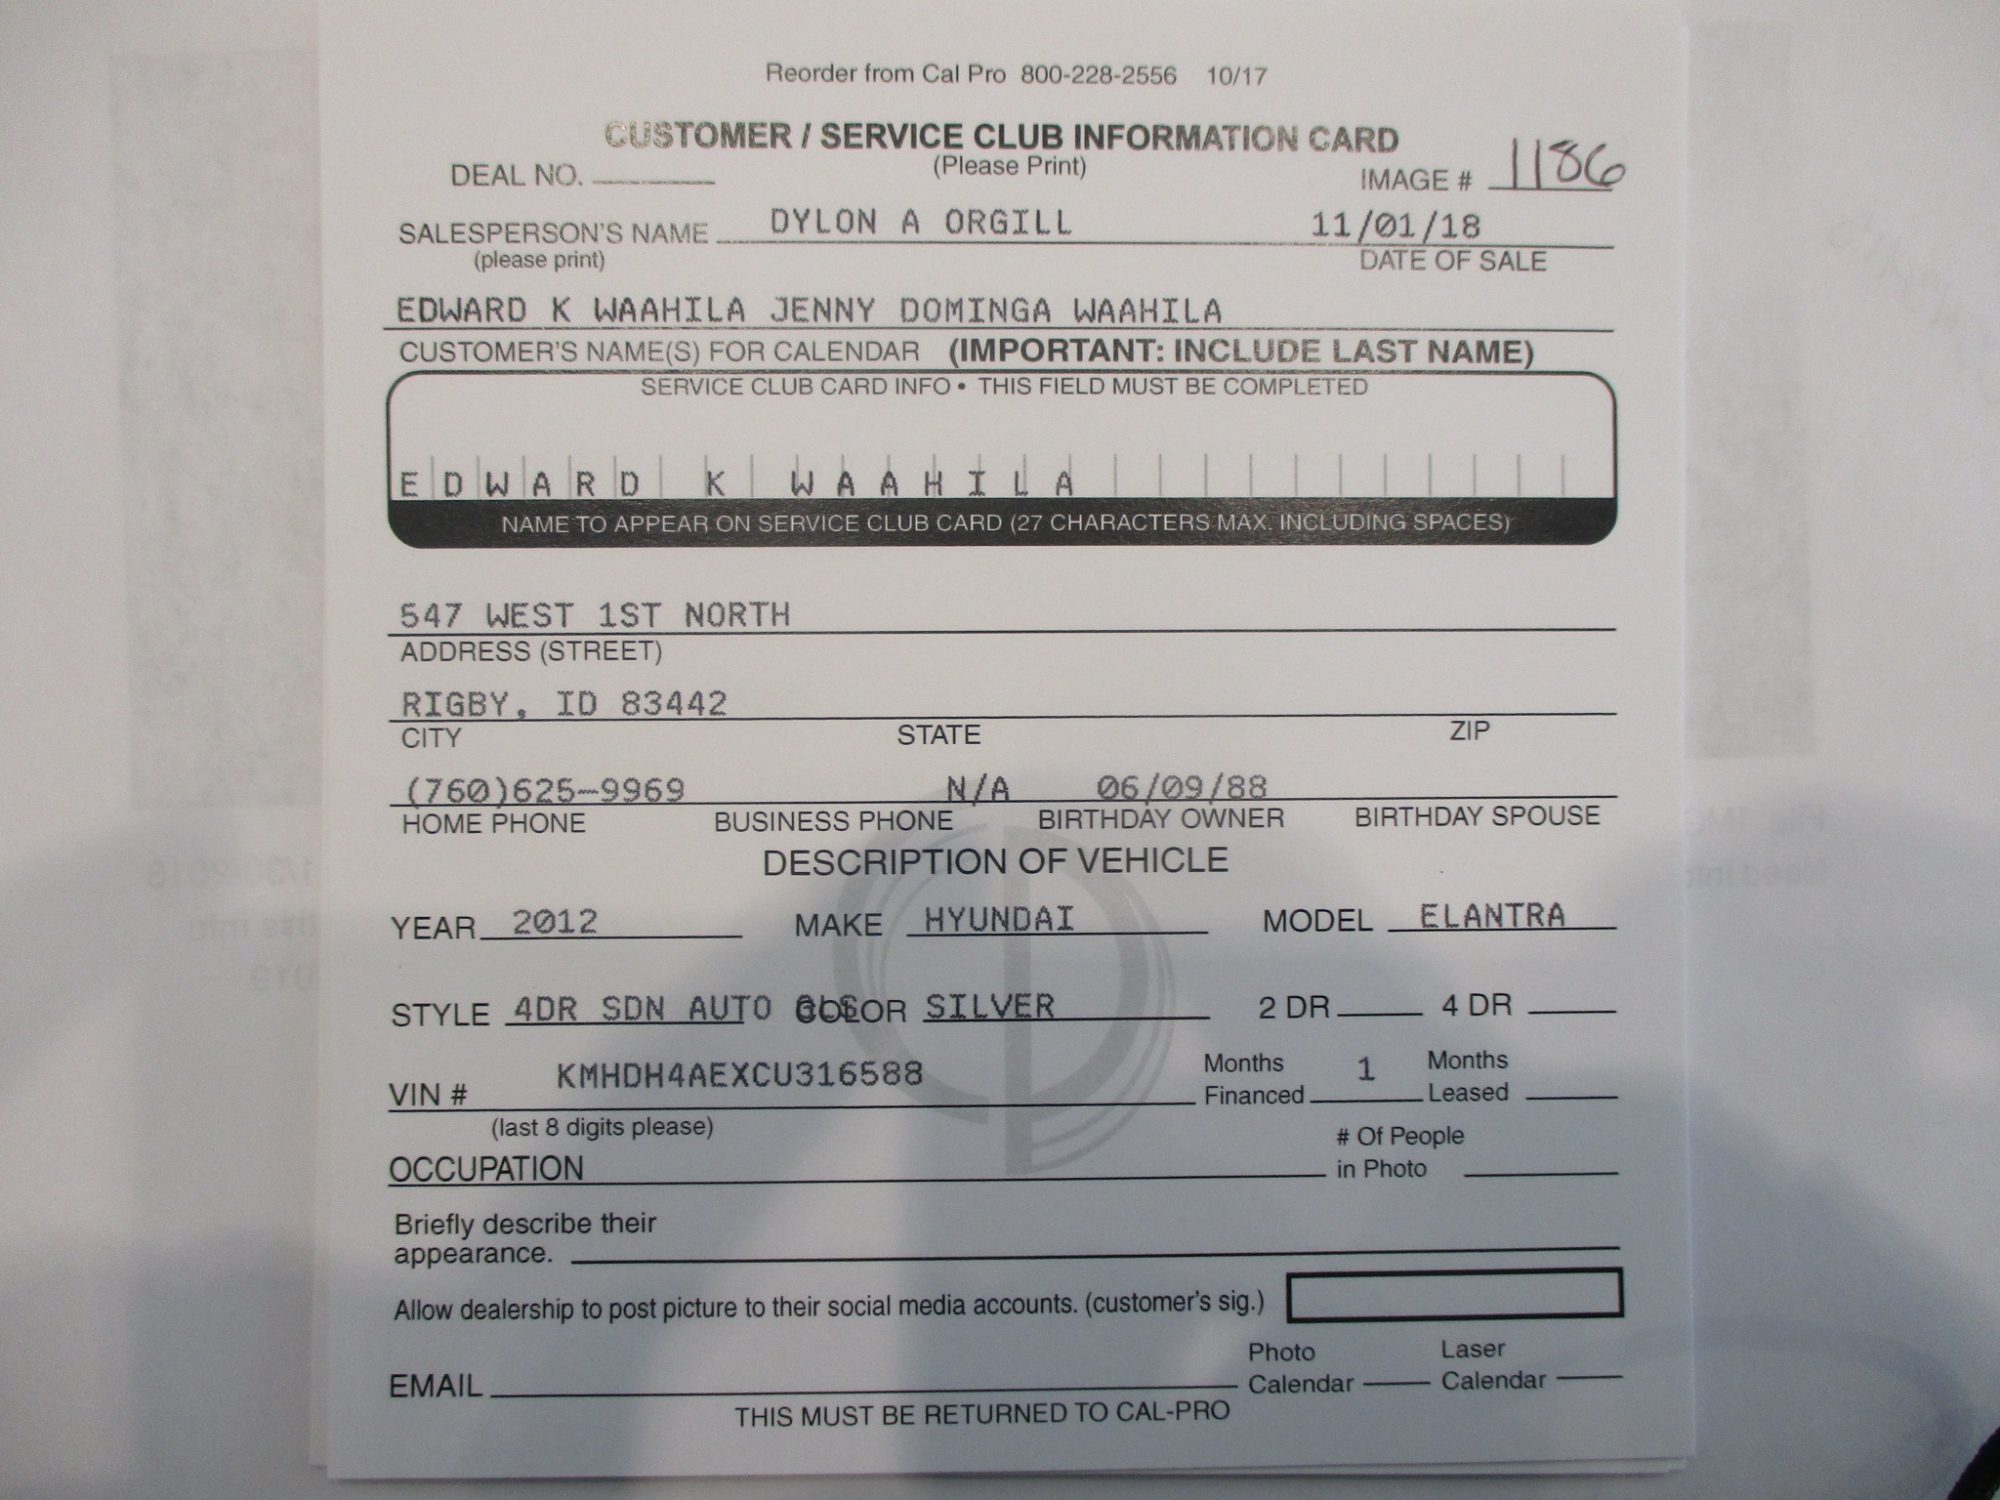 Reorder from Cal Pro 800-228-2556 10/17
CUSTOMER / SERVICE CLUB INFORMATION CARD
(Please Print)
DEAL NO. IMAGE # 1186
SALESPERSON'S NAME DYLON A ORGILL 11/01/18
(please print) DATE OF SALE
EDWARD K WAAHILA JENNY DOMINGA WAAHILA
CUSTOMER'S NAME(S) FOR CALENDAR (IMPORTANT: INCLUDE LAST NAME)
SERVICE CLUB CARD INFO • THIS FIELD MUST BE COMPLETED
EDWARD K WAAHILA
NAME TO APPEAR ON SERVICE CLUB CARD (27 CHARACTERS MAX. INCLUDING SPACES)
547 WEST 1ST NORTH
ADDRESS (STREET)
RIGBY, ID 83442
CITY STATE ZIP
(760)625-9969 N/A 06/09/88
HOME PHONE BUSINESS PHONE BIRTHDAY OWNER BIRTHDAY SPOUSE
DESCRIPTION OF VEHICLE
YEAR 2012 MAKE HYUNDAI MODEL ELANTRA
STYLE 4DR SDN AUTO COLOR SILVER 2 DR 4 DR
VIN # KMHDH4AEXCU316588 Months Financed 1 Months Leased
(last 8 digits please)
OCCUPATION # Of People in Photo
Briefly describe their
appearance.
Allow dealership to post picture to their social media accounts. (customer's sig.)
EMAIL Photo Calendar Laser Calendar
THIS MUST BE RETURNED TO CAL-PRO